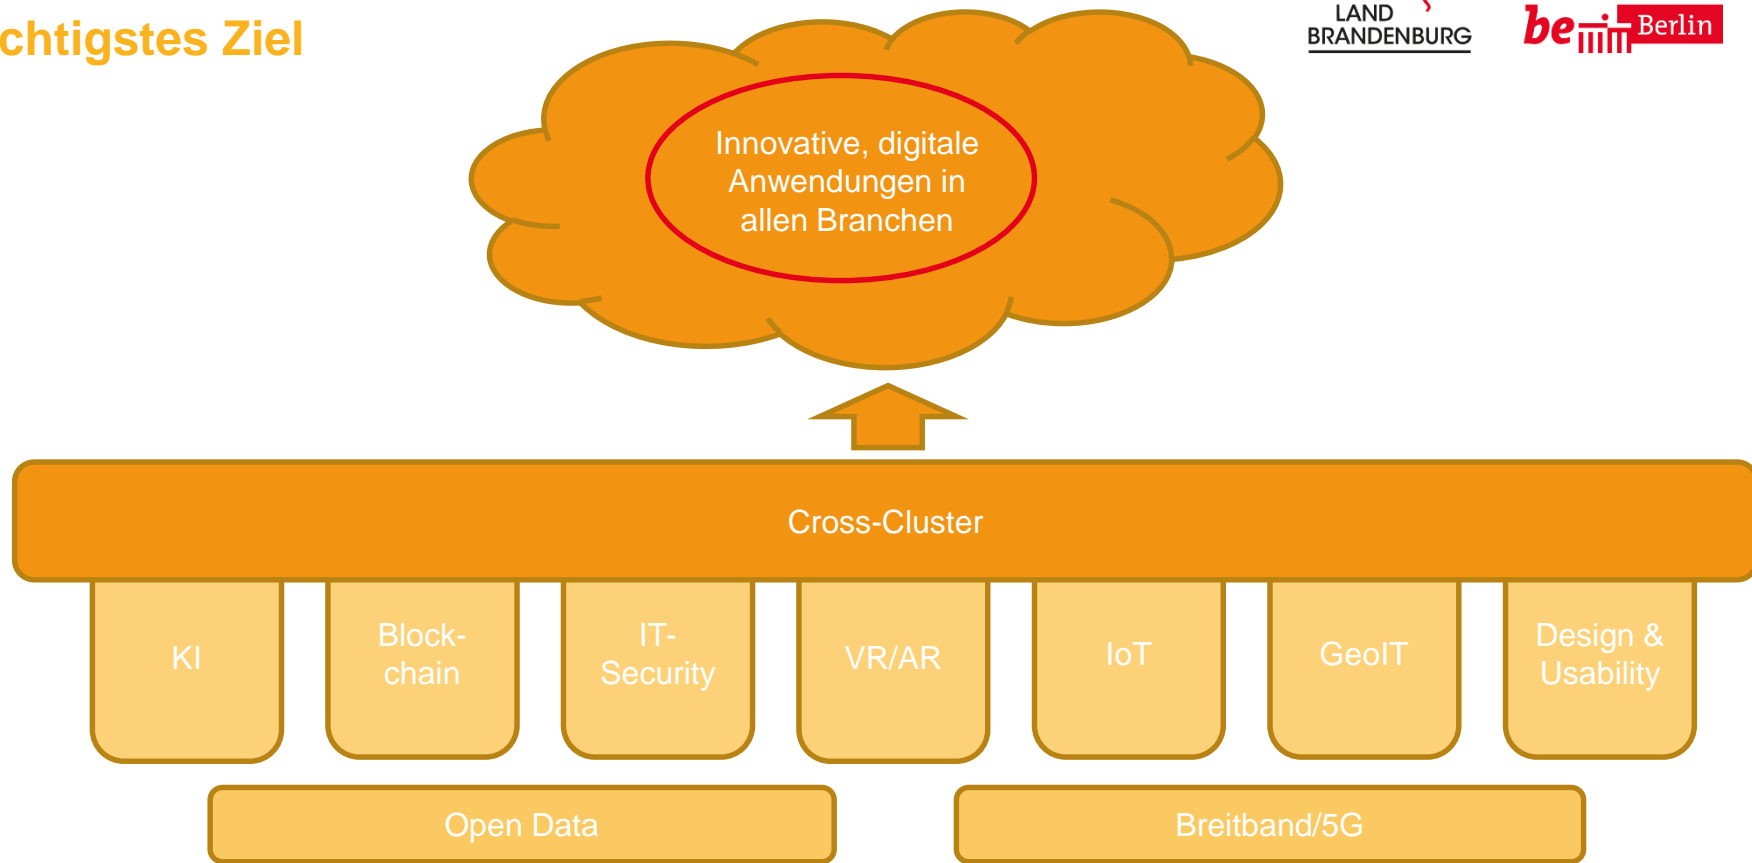 chtigstes Ziel
LAND
BRANDENBURG
be Berlin
Innovative, digitale
Anwendungen in
allen Branchen
Cross-Cluster
KI
Block-
chain
IT-
Security
VR/AR
IoT
GeoIT
Design &
Usability
Open Data
Breitband/5G